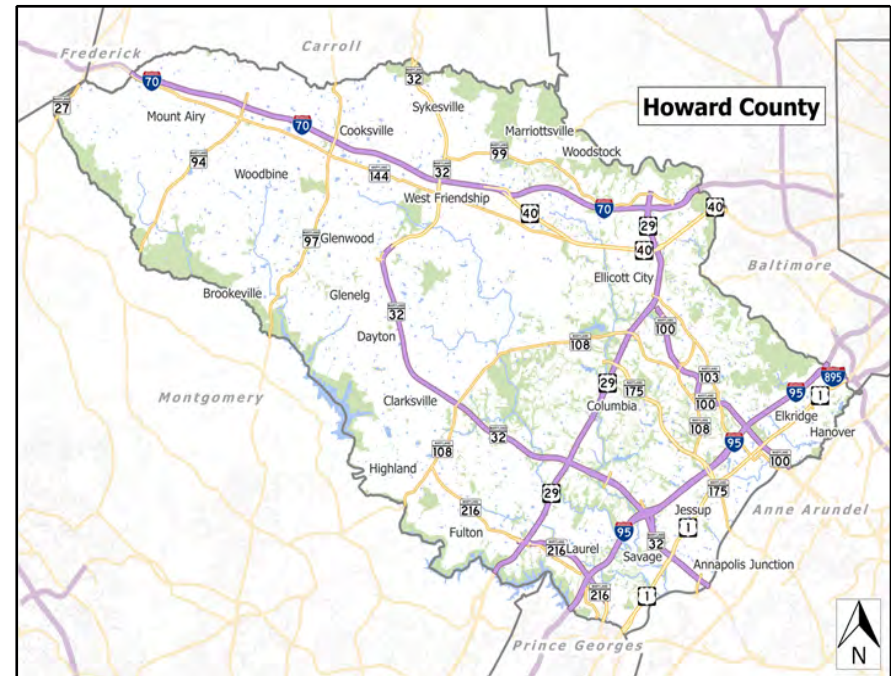 Carroll
Frederick
32
70
Howard County
27
Sykesville
Mount Airy
70
Cooksville
Marriottsville
99
Woodstock
94
144
32
Woodbine
West Friendship
40
70
40
29
97
Glenwood
40
Ellicott City
Baltimore
Brookeville
Glenelg
32
Dayton
108
100
Montgomery
29
175
103
895
95
1
Clarksville
Columbia
100
Elkridge
108
Hanover
32
95
108
100
Highland
29
175
216
Jessup
Anne Arundel
Fulton
95
1
216
Laurel
32
Savage
Annapolis Junction
216
1
Prince Georges
N